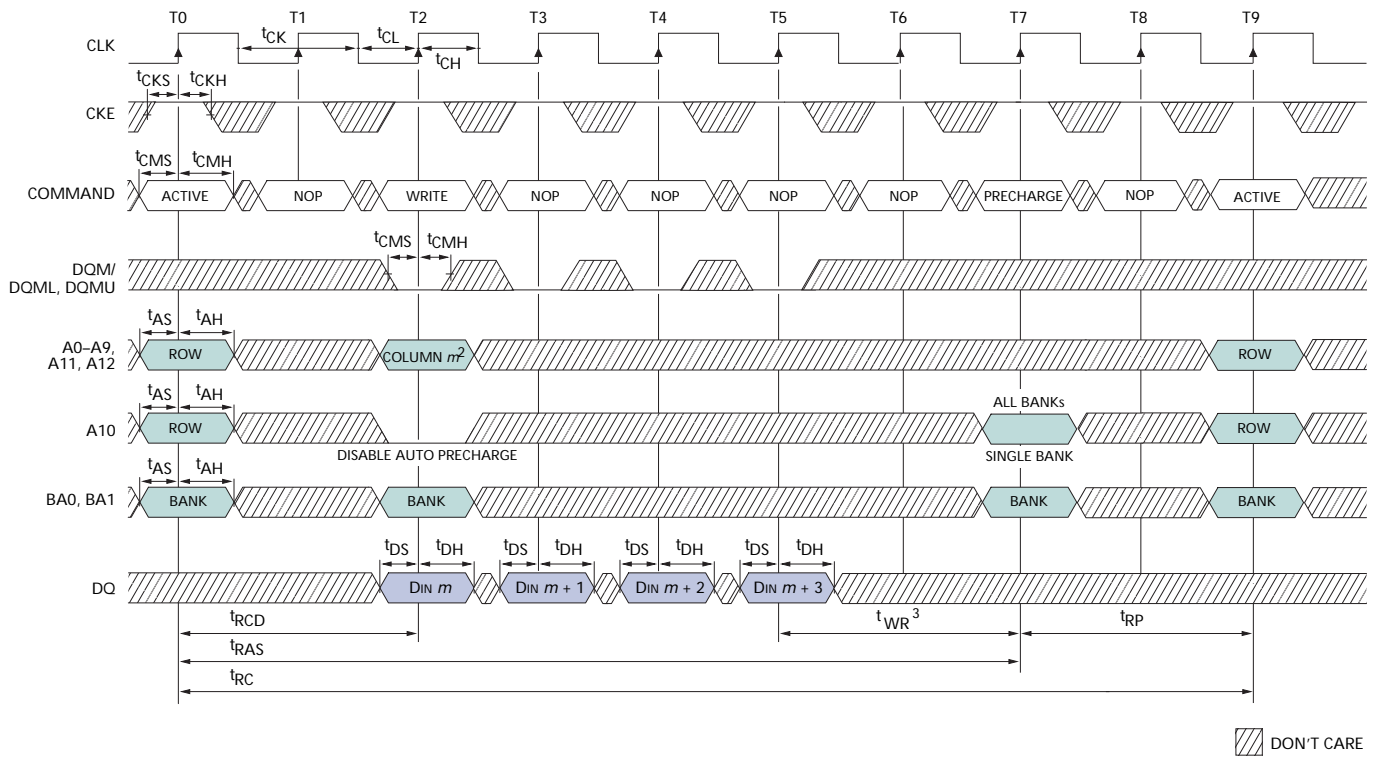 T0 T1 T2 T3 T4 T5 T6 T7 T8 T9
CLK tCK tCL tCH
tCKS tCKH
CKE
tCMS tCMH
COMMAND ACTIVE NOP WRITE NOP NOP NOP NOP PRECHARGE NOP ACTIVE
tCMS tCMH
DQM/
DQML, DQMU
tAS tAH
A0–A9,
A11, A12
ROW COLUMN m2 ROW
tAS tAH
ALL BANKs
A10 ROW ROW
DISABLE AUTO PRECHARGE SINGLE BANK
tAS tAH
BA0, BA1 BANK BANK BANK BANK
tDS tDH tDS tDH tDS tDH tDS tDH
DQ DIN m DIN m + 1 DIN m + 2 DIN m + 3
tRCD tWR3 tRP
tRAS
tRC
DON'T CARE